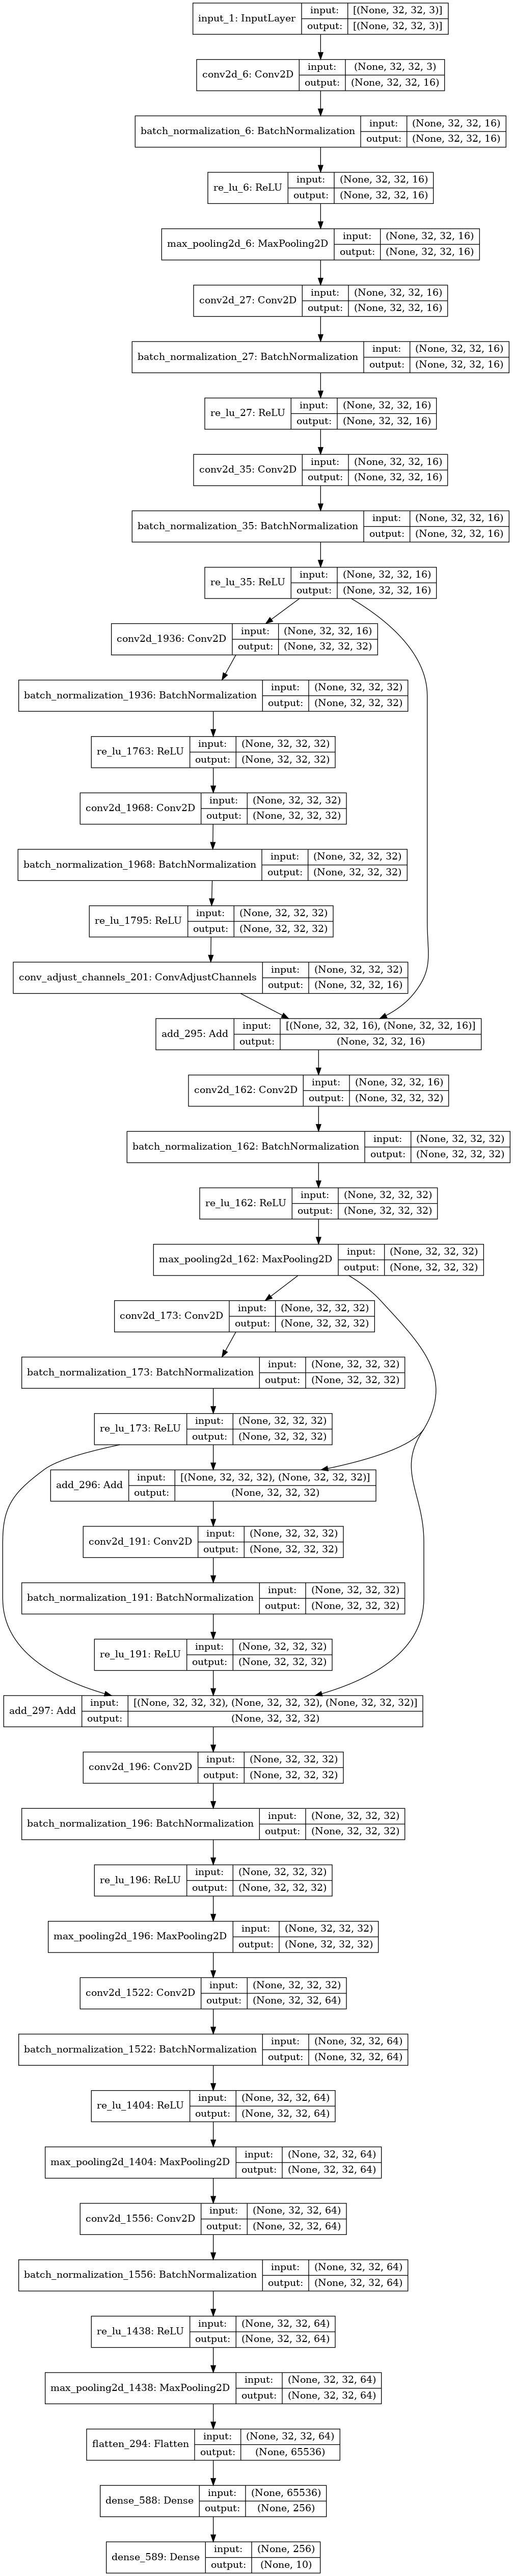 input_1: InputLayer
input: [(None, 32, 32, 3)]
output: [(None, 32, 32, 3)]
conv2d_6: Conv2D
input: (None, 32, 32, 3)
output: (None, 32, 32, 16)
batch_normalization_6: BatchNormalization
input: (None, 32, 32, 16)
output: (None, 32, 32, 16)
re_lu_6: ReLU
input: (None, 32, 32, 16)
output: (None, 32, 32, 16)
max_pooling2d_6: MaxPooling2D
input: (None, 32, 32, 16)
output: (None, 32, 32, 16)
conv2d_27: Conv2D
input: (None, 32, 32, 16)
output: (None, 32, 32, 16)
batch_normalization_27: BatchNormalization
input: (None, 32, 32, 16)
output: (None, 32, 32, 16)
re_lu_27: ReLU
input: (None, 32, 32, 16)
output: (None, 32, 32, 16)
conv2d_35: Conv2D
input: (None, 32, 32, 16)
output: (None, 32, 32, 16)
batch_normalization_35: BatchNormalization
input: (None, 32, 32, 16)
output: (None, 32, 32, 16)
re_lu_35: ReLU
input: (None, 32, 32, 16)
output: (None, 32, 32, 16)
conv2d_1936: Conv2D
input: (None, 32, 32, 16)
output: (None, 32, 32, 32)
batch_normalization_1936: BatchNormalization
input: (None, 32, 32, 32)
output: (None, 32, 32, 32)
re_lu_1763: ReLU
input: (None, 32, 32, 32)
output: (None, 32, 32, 32)
conv2d_1968: Conv2D
input: (None, 32, 32, 32)
output: (None, 32, 32, 32)
batch_normalization_1968: BatchNormalization
input: (None, 32, 32, 32)
output: (None, 32, 32, 32)
re_lu_1795: ReLU
input: (None, 32, 32, 32)
output: (None, 32, 32, 32)
conv_adjust_channels_201: ConvAdjustChannels
input: (None, 32, 32, 32)
output: (None, 32, 32, 16)
add_295: Add
input: [(None, 32, 32, 16), (None, 32, 32, 16)]
output: (None, 32, 32, 16)
conv2d_162: Conv2D
input: (None, 32, 32, 16)
output: (None, 32, 32, 32)
batch_normalization_162: BatchNormalization
input: (None, 32, 32, 32)
output: (None, 32, 32, 32)
re_lu_162: ReLU
input: (None, 32, 32, 32)
output: (None, 32, 32, 32)
max_pooling2d_162: MaxPooling2D
input: (None, 32, 32, 32)
output: (None, 32, 32, 32)
conv2d_173: Conv2D
input: (None, 32, 32, 32)
output: (None, 32, 32, 32)
batch_normalization_173: BatchNormalization
input: (None, 32, 32, 32)
output: (None, 32, 32, 32)
re_lu_173: ReLU
input: (None, 32, 32, 32)
output: (None, 32, 32, 32)
add_296: Add
input: [(None, 32, 32, 32), (None, 32, 32, 32)]
output: (None, 32, 32, 32)
conv2d_191: Conv2D
input: (None, 32, 32, 32)
output: (None, 32, 32, 32)
batch_normalization_191: BatchNormalization
input: (None, 32, 32, 32)
output: (None, 32, 32, 32)
re_lu_191: ReLU
input: (None, 32, 32, 32)
output: (None, 32, 32, 32)
add_297: Add
input: [(None, 32, 32, 32), (None, 32, 32, 32), (None, 32, 32, 32)]
output: (None, 32, 32, 32)
conv2d_196: Conv2D
input: (None, 32, 32, 32)
output: (None, 32, 32, 32)
batch_normalization_196: BatchNormalization
input: (None, 32, 32, 32)
output: (None, 32, 32, 32)
re_lu_196: ReLU
input: (None, 32, 32, 32)
output: (None, 32, 32, 32)
max_pooling2d_196: MaxPooling2D
input: (None, 32, 32, 32)
output: (None, 32, 32, 32)
conv2d_1522: Conv2D
input: (None, 32, 32, 32)
output: (None, 32, 32, 64)
batch_normalization_1522: BatchNormalization
input: (None, 32, 32, 64)
output: (None, 32, 32, 64)
re_lu_1404: ReLU
input: (None, 32, 32, 64)
output: (None, 32, 32, 64)
max_pooling2d_1404: MaxPooling2D
input: (None, 32, 32, 64)
output: (None, 32, 32, 64)
conv2d_1556: Conv2D
input: (None, 32, 32, 64)
output: (None, 32, 32, 64)
batch_normalization_1556: BatchNormalization
input: (None, 32, 32, 64)
output: (None, 32, 32, 64)
re_lu_1438: ReLU
input: (None, 32, 32, 64)
output: (None, 32, 32, 64)
max_pooling2d_1438: MaxPooling2D
input: (None, 32, 32, 64)
output: (None, 32, 32, 64)
flatten_294: Flatten
input: (None, 32, 32, 64)
output: (None, 65536)
dense_588: Dense
input: (None, 65536)
output: (None, 256)
dense_589: Dense
input: (None, 256)
output: (None, 10)